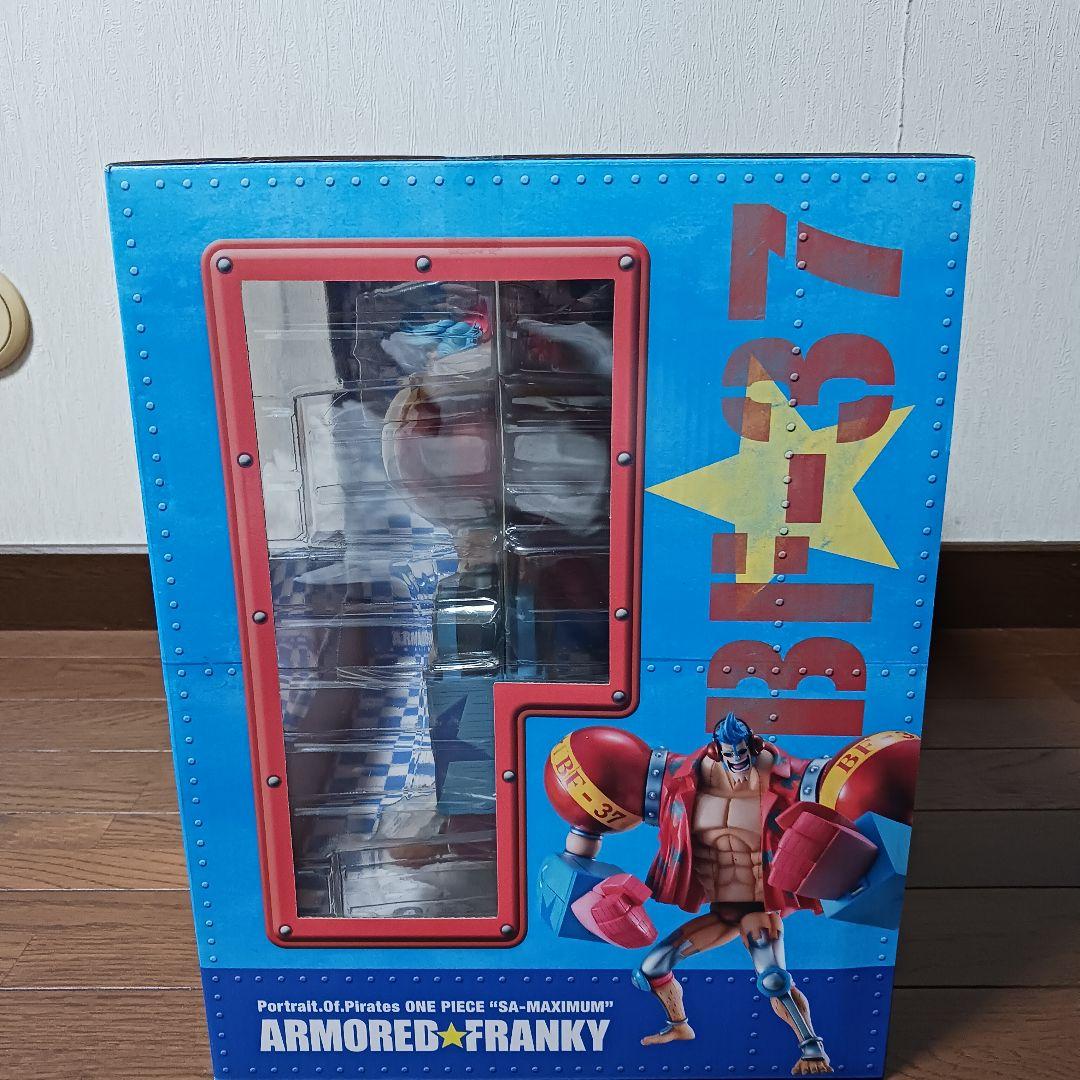 BF-37
BF-37
BF-3
Portrait.Of.Pirates ONE PIECE "SA-MAXIMUM"
ARMORED★FRANKY